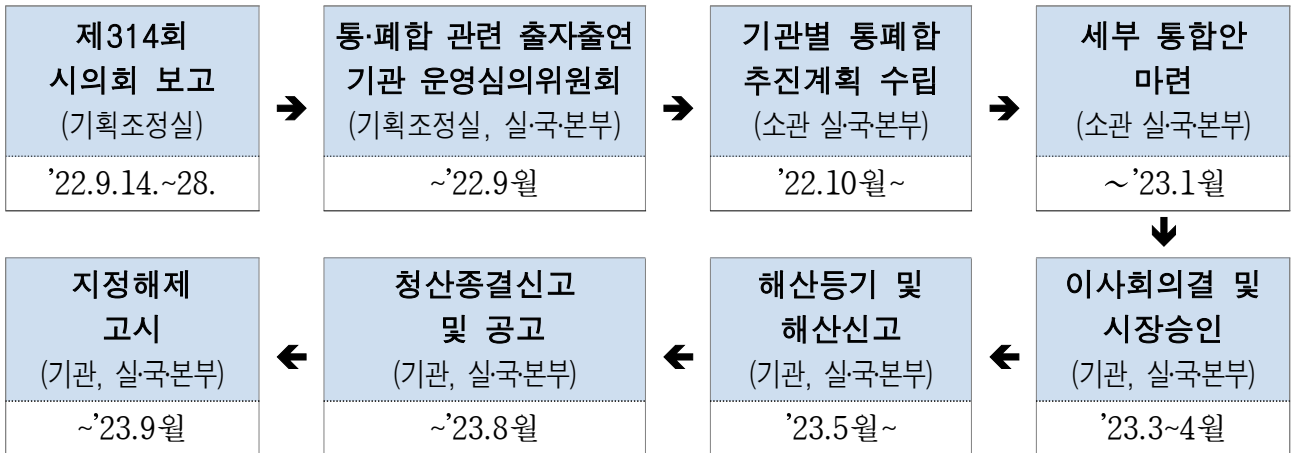 제314회
시의회 보고
(기획조정실)
'22.9.14.~28.
➔
통·폐합 관련 출자출연
기관 운영심의위원회
(기획조정실, 실·국·본부)
~'22.9월
➔
기관별 통폐합
추진계획 수립
(소관 실·국·본부)
'22.10월~
➔
세부 통합안
마련
(소관 실·국·본부)
~'23.1월
이사회의결 및
시장승인
(기관, 실·국·본부)
'23.3~4월
해산등기 및
해산신고
(기관, 실·국·본부)
'23.5월~
청산종결신고
및 공고
(기관, 실·국·본부)
~'23.8월
지정해제
고시
(기관, 실·국·본부)
~'23.9월